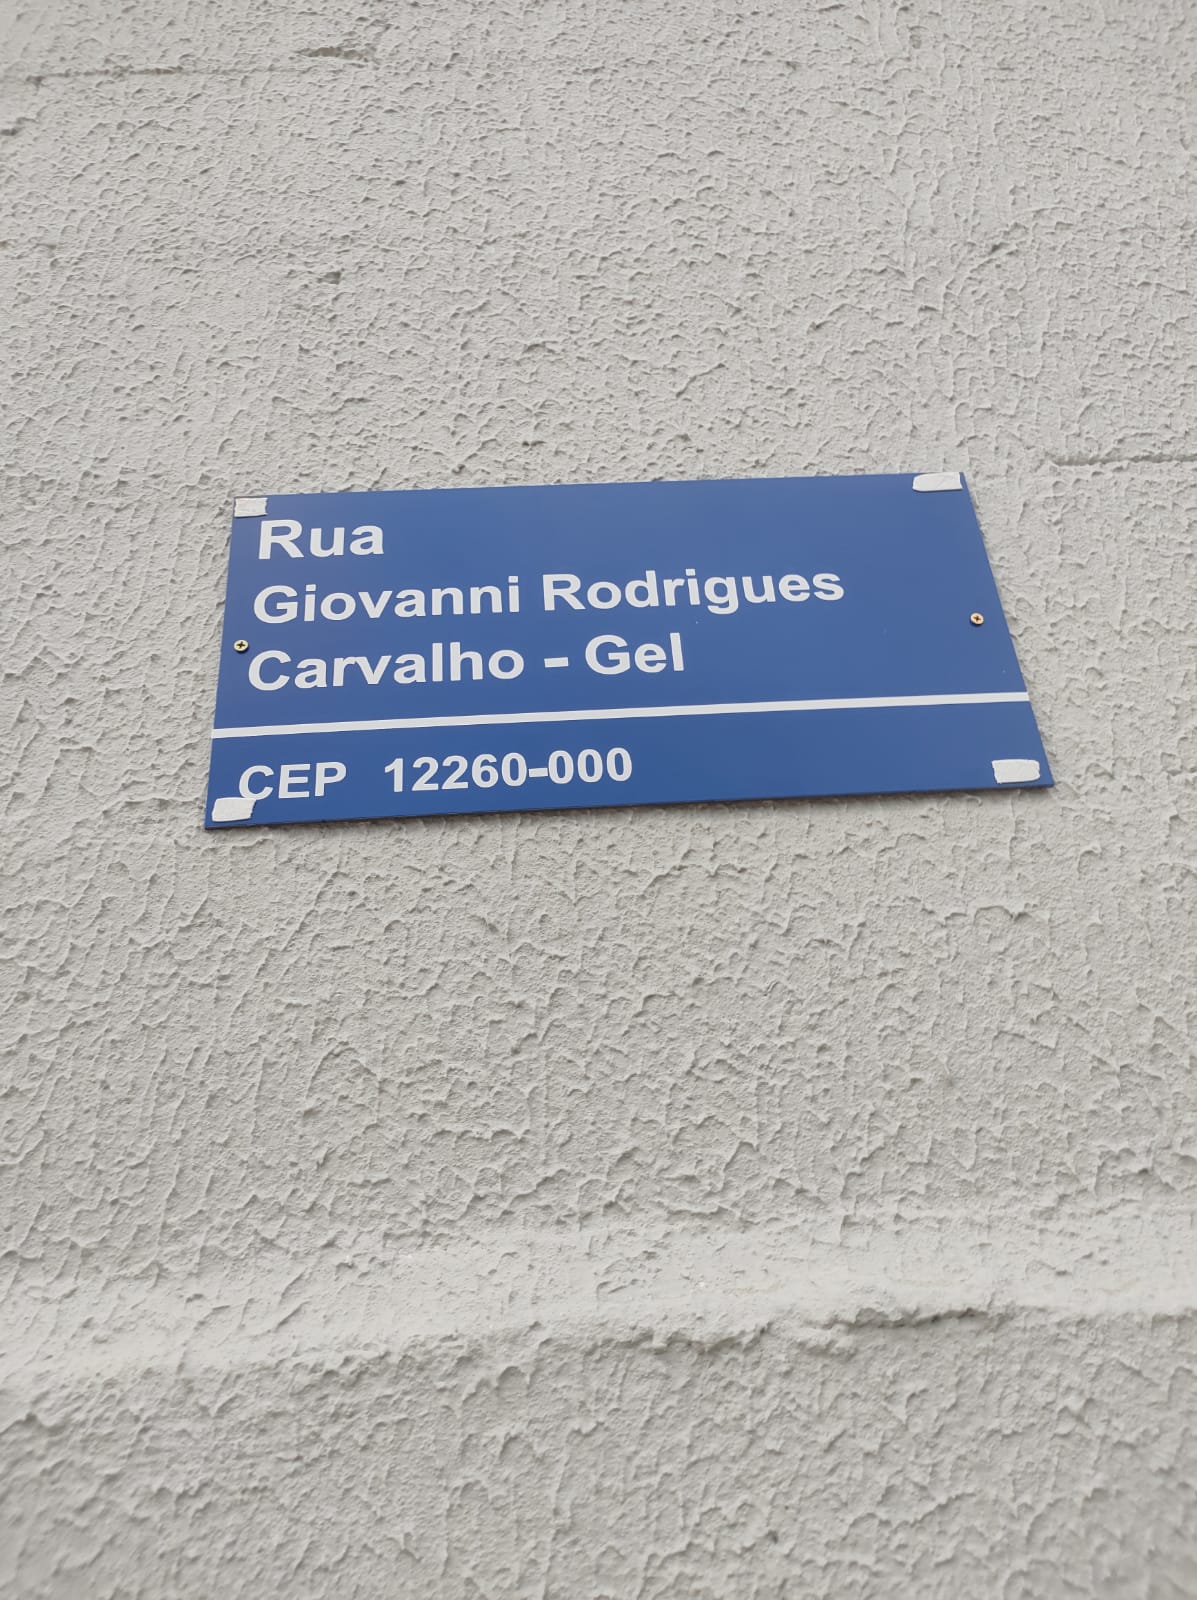 Rua
Giovanni Rodrigues
Carvalho - Gel
CEP 12260-000